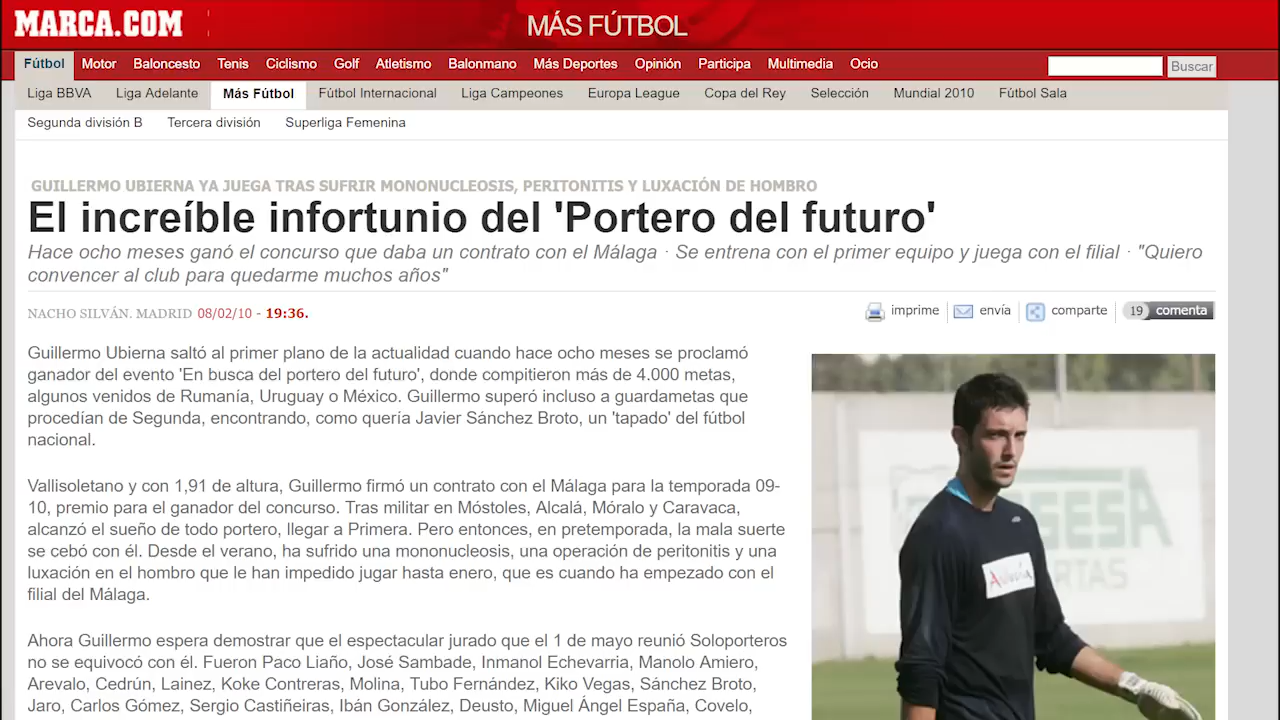 MARCA.COM
MÁS FÚTBOL
Fútbol Motor Baloncesto Tenis Ciclismo Golf Atletismo Balonmano Más Deportes Opinión Participa Multimedia Ocio Buscar
Liga BBVA Liga Adelante Más Fútbol Fútbol Internacional Liga Campeones Europa League Copa del Rey Selección Mundial 2010 Fútbol Sala
Segunda división B Tercera división Superliga Femenina
GUILLERMO UBIERNA YA JUEGA TRAS SUFRIR MONONUCLEOSIS, PERITONITIS Y LUXACIÓN DE HOMBRO
El increíble infortunio del 'Portero del futuro'
Hace ocho meses ganó el concurso que daba un contrato con el Málaga · Se entrena con el primer equipo y juega con el filial · "Quiero
convencer al club para quedarme muchos años"
NACHO SILVÁN. MADRID 08/02/10 - 19:36.
imprime envía comparte 19 comenta
Guillermo Ubierna saltó al primer plano de la actualidad cuando hace ocho meses se proclamó
ganador del evento 'En busca del portero del futuro', donde compitieron más de 4.000 metas,
algunos venidos de Rumanía, Uruguay o México. Guillermo superó incluso a guardametas que
procedían de Segunda, encontrando, como quería Javier Sánchez Broto, un 'tapado' del fútbol
nacional.
Vallisoletano y con 1,91 de altura, Guillermo firmó un contrato con el Málaga para la temporada 09-
10, premio para el ganador del concurso. Tras militar en Móstoles, Alcalá, Móralo y Caravaca,
alcanzó el sueño de todo portero, llegar a Primera. Pero entonces, en pretemporada, la mala suerte
se cebó con él. Desde el verano, ha sufrido una mononucleosis, una operación de peritonitis y una
luxación en el hombro que le han impedido jugar hasta enero, que es cuando ha empezado con el
filial del Málaga.
Ahora Guillermo espera demostrar que el espectacular jurado que el 1 de mayo reunió Soloporteros
no se equivocó con él. Fueron Paco Liaño, José Sambade, Inmanol Echevarria, Manolo Amiero,
Arevalo, Cedrún, Lainez, Koke Contreras, Molina, Tubo Fernández, Kiko Vegas, Sánchez Broto,
Jaro, Carlos Gómez, Sergio Castiñeiras, Ibán González, Deusto, Miguel Ángel España, Covelo,